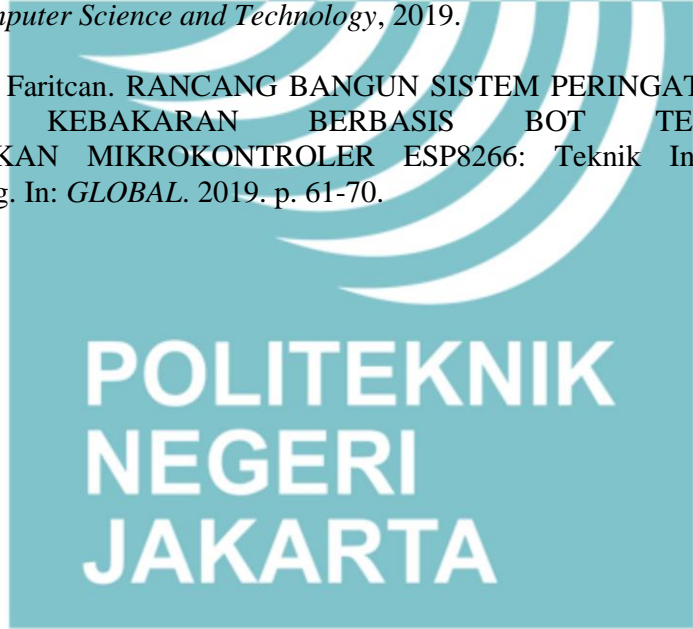 mputer Science and Technology, 2019.
Faritcan. RANCANG BANGUN SISTEM PERINGAT
KEBAKARAN BERBASIS BOT TE
KAN MIKROKONTROLER ESP8266: Teknik In
g. In: GLOBAL. 2019. p. 61-70.
POLITEKNIK
NEGERI
JAKARTA